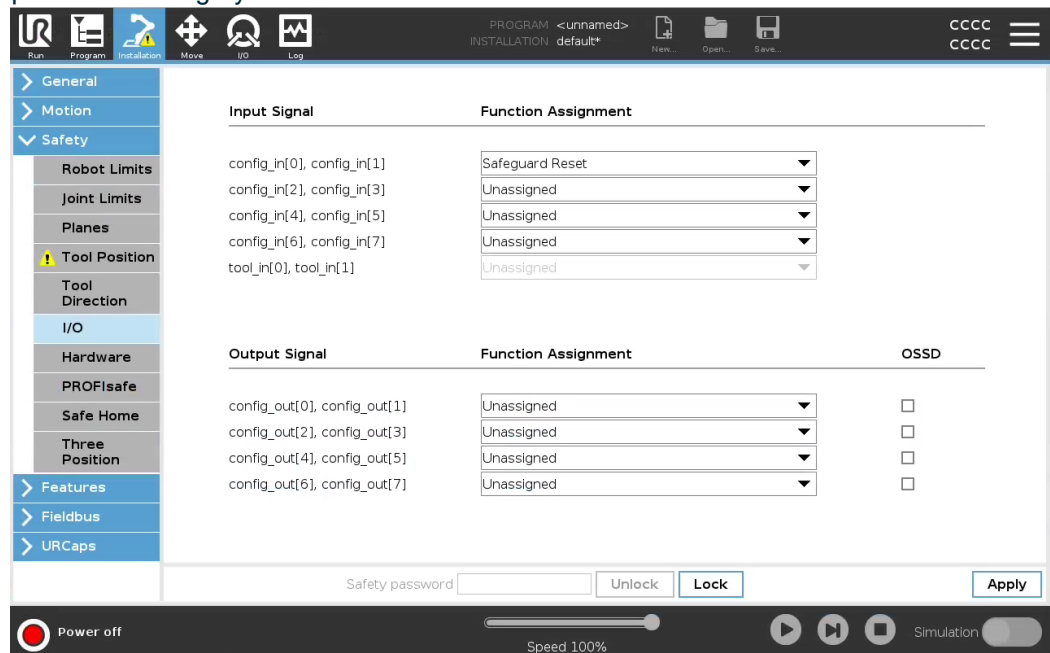 PROGRAM <unnamed>
INSTALLATION default*
New... Open... Save...
CCCC
CCCC
Run Program Installation Move I/O Log
General
Motion
Safety
Robot Limits
Joint Limits
Planes
Tool Position
Tool
Direction
I/O
Hardware
PROFIsafe
Safe Home
Three
Position
Features
Fieldbus
URCaps
Input Signal Function Assignment
config_in[0], config_in[1] Safeguard Reset
config_in[2], config_in[3] Unassigned
config_in[4], config_in[5] Unassigned
config_in[6], config_in[7] Unassigned
tool_in[0], tool_in[1] Unassigned
Output Signal Function Assignment OSSD
config_out[0], config_out[1] Unassigned
config_out[2], config_out[3] Unassigned
config_out[4], config_out[5] Unassigned
config_out[6], config_out[7] Unassigned
Safety password Unlock Lock Apply
Power off
Speed 100%
Simulation